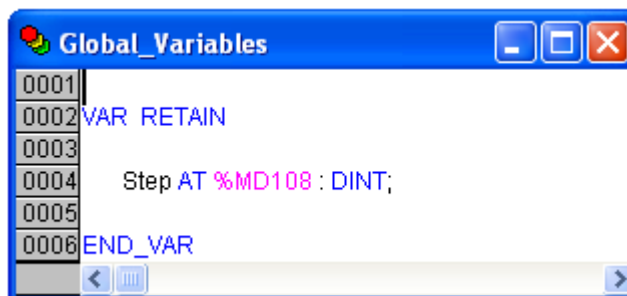 Global_Variables
0001
0002 VAR RETAIN
0003
0004 Step AT %MD108 : DINT;
0005
0006 END_VAR